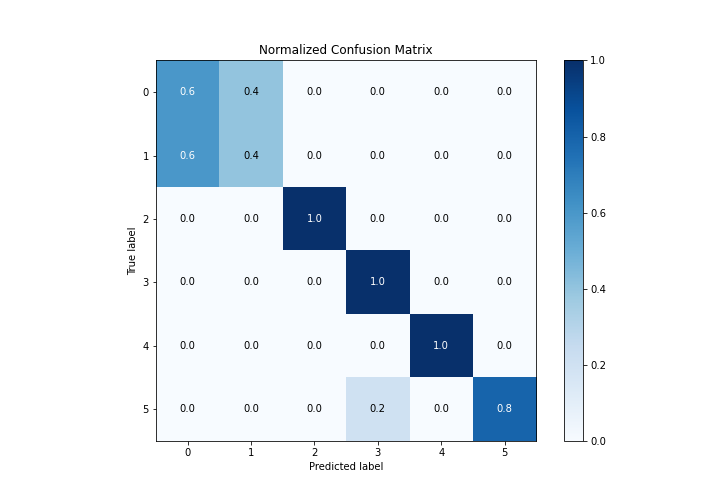 Normalized Confusion Matrix
1.0
0 0.6 0.4 0.0 0.0 0.0 0.0
0.8
1 0.6 0.4 0.0 0.0 0.0 0.0
2 0.0 0.0 1.0 0.0 0.0 0.0
0.6
True label
3 0.0 0.0 0.0 1.0 0.0 0.0
0.4
4 0.0 0.0 0.0 0.0 1.0 0.0
0.2
5 0.0 0.0 0.0 0.2 0.0 0.8
0.0
0 1 2 3 4 5
Predicted label